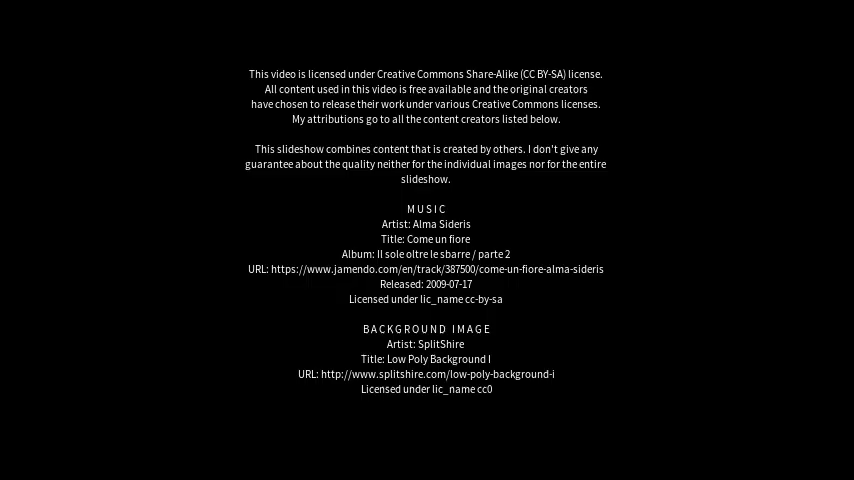 This video is licensed under Creative Commons Share-Alike (CC BY-SA) license.
All content used in this video is free available and the original creators
have chosen to release their work under various Creative Commons licenses.
My attributions go to all the content creators listed below.
This slideshow combines content that is created by others. I don't give any
guarantee about the quality neither for the individual images nor for the entire
slideshow.
MUSIC
Artist: Alma Sideris
Title: Come un fiore
Album: Il sole oltre le sbarre / parte 2
URL: https://www.jamendo.com/en/track/387500/come-un-fiore-alma-sideris
Released: 2009-07-17
Licensed under lic_name cc-by-sa
BACKGROUND IMAGE
Artist: SplitShire
Title: Low Poly Background I
URL: http://www.splitshire.com/low-poly-background-i
Licensed under lic_name cc0